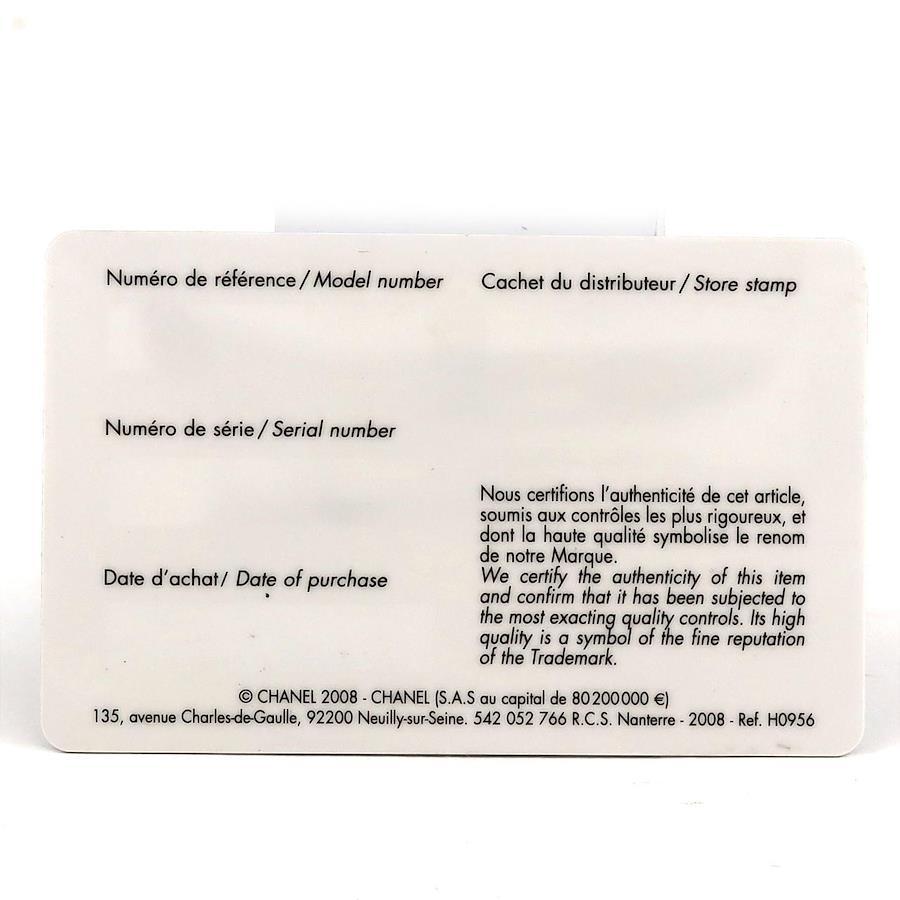 Numéro de référence / Model number
Cachet du distributeur / Store stamp
Numéro de série / Serial number
Nous certifions l'authenticité de cet article,
soumis aux contrôles les plus rigoureux, et
dont la haute qualité symbolise le renom
de notre Marque.
We certify the authenticity of this item
and confirm that it has been subjected to
the most exacting quality controls. Its high
quality is a symbol of the fine reputation
of the Trademark.
Date d'achat / Date of purchase
© CHANEL 2008 - CHANEL (S.A.S au capital de 80 200 000 €)
135, avenue Charles-de-Gaulle, 92200 Neuilly-sur-Seine. 542 052 766 R.C.S. Nanterre - 2008 - Ref. H0956